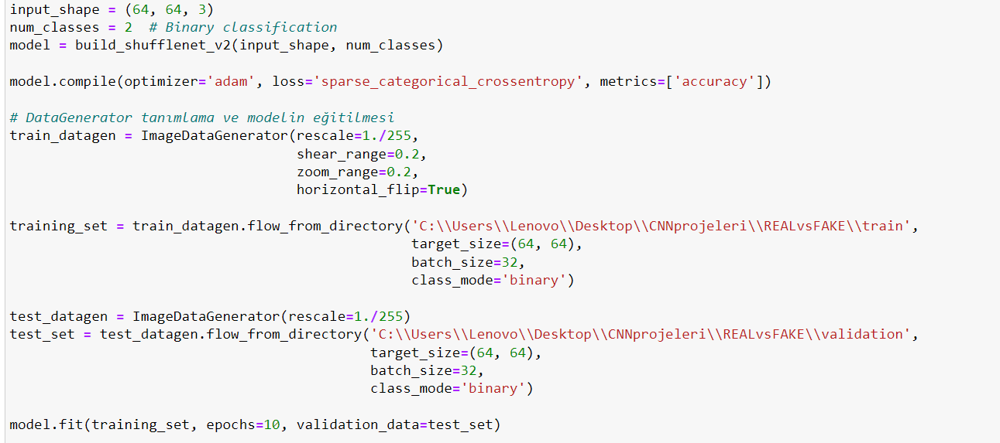 input_shape = (64, 64, 3)
num_classes = 2  # Binary classification
model = build_shufflenet_v2(input_shape, num_classes)
model.compile(optimizer='adam', loss='sparse_categorical_crossentropy', metrics=['accuracy'])
# DataGenerator tanımlama ve modelin eğitilmesi
train_datagen = ImageDataGenerator(rescale=1./255,
shear_range=0.2,
zoom_range=0.2,
horizontal_flip=True)
training_set = train_datagen.flow_from_directory('C:\\Users\\Lenovo\\Desktop\\CNNprojeleri\\REALvsFAKE\\train',
target_size=(64, 64),
batch_size=32,
class_mode='binary')
test_datagen = ImageDataGenerator(rescale=1./255)
test_set = test_datagen.flow_from_directory('C:\\Users\\Lenovo\\Desktop\\CNNprojeleri\\REALvsFAKE\\validation',
target_size=(64, 64),
batch_size=32,
class_mode='binary')
model.fit(training_set, epochs=10, validation_data=test_set)